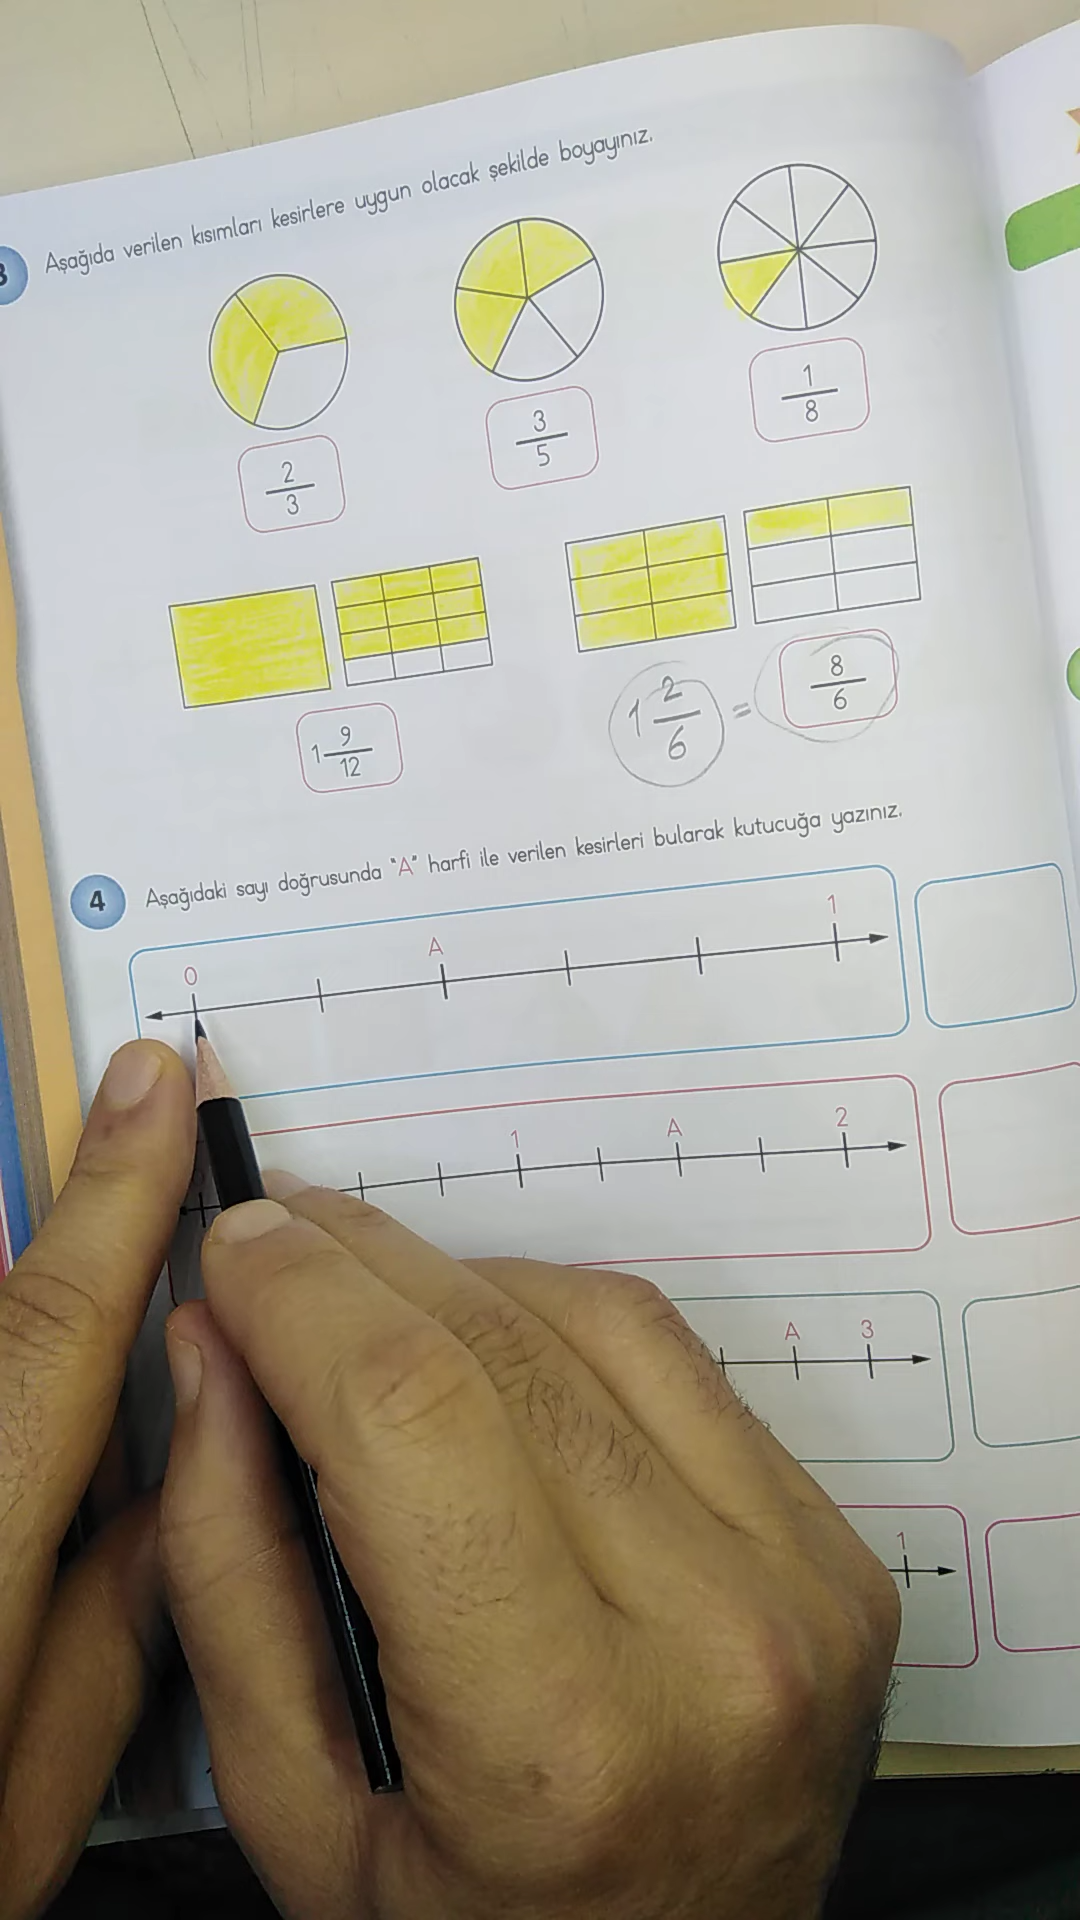 3 Aşağıda verilen kısımları kesirlere uygun olacak şekilde boyayınız.
2/3
3/5
1/8
1 9/12
1 2/6 = 8/6
4 Aşağıdaki sayı doğrusunda "A" harfi ile verilen kesirleri bularak kutucuğa yazınız.
0 A 1
1 A 2
A 3
1